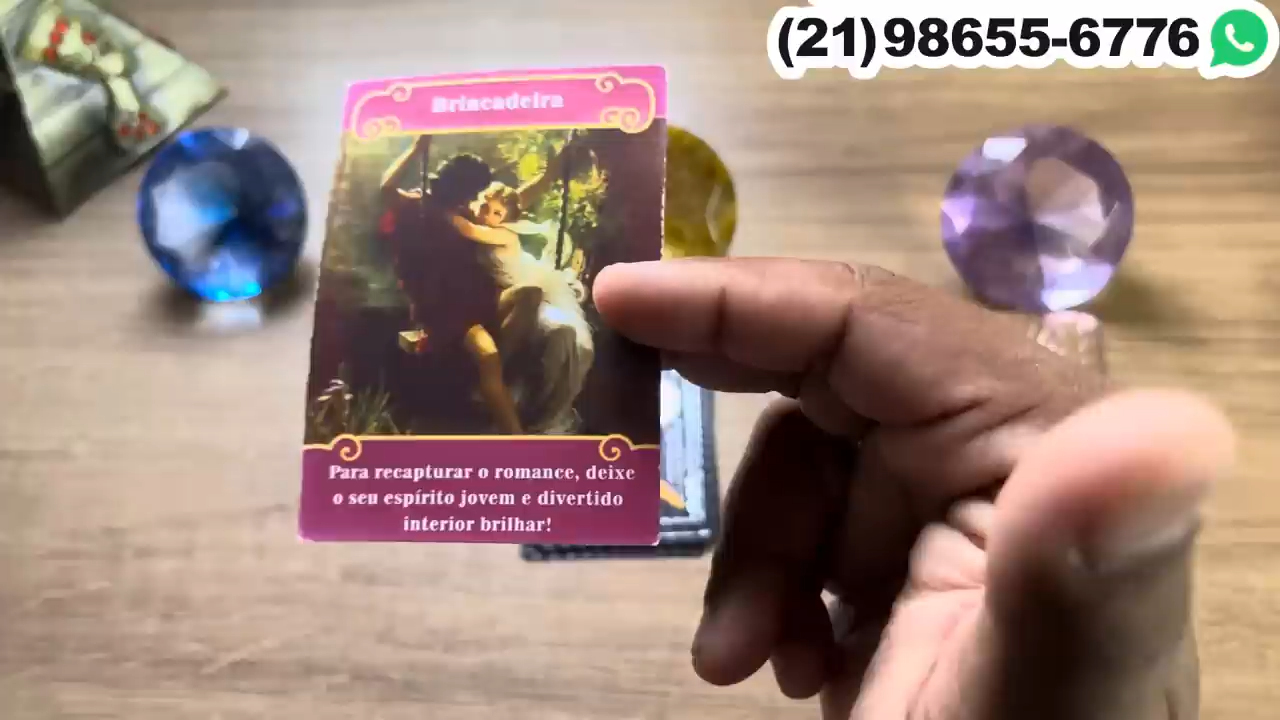 (21)98655-6776
Brincadeira
Para recapturar o romance, deixe
o seu espírito jovem e divertido
interior brilhar!